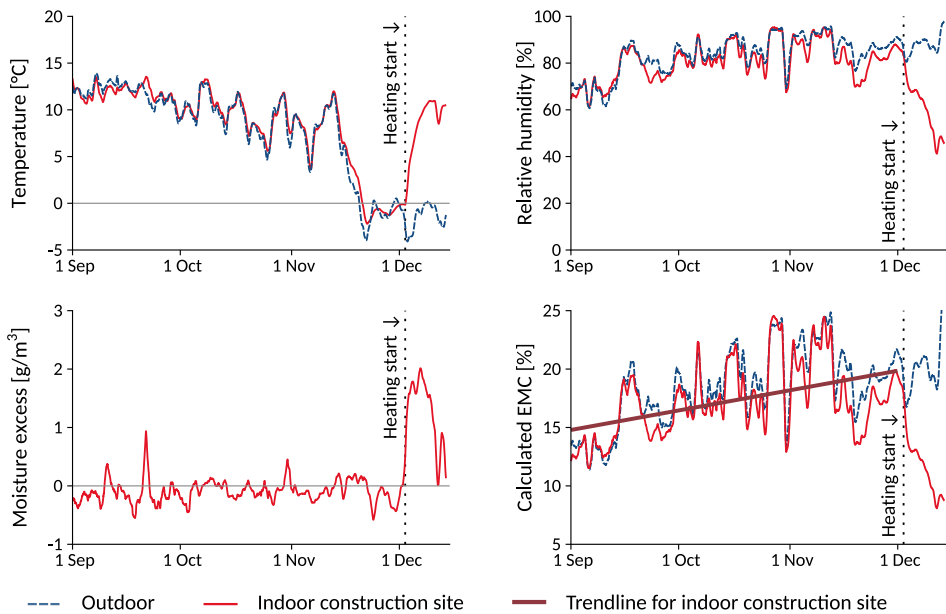 Temperature [°C]
20
15
10
5
0
-5
Heating start ↓
1 Sep 1 Oct 1 Nov 1 Dec
Relative humidity [%]
100
80
60
40
20
0
Heating start ↓
1 Sep 1 Oct 1 Nov 1 Dec
Moisture excess [g/m³]
3
2
1
0
-1
Heating start ↓
1 Sep 1 Oct 1 Nov 1 Dec
Calculated EMC [%]
25
20
15
10
5
Heating start ↓
1 Sep 1 Oct 1 Nov 1 Dec
Outdoor Indoor construction site Trendline for indoor construction site